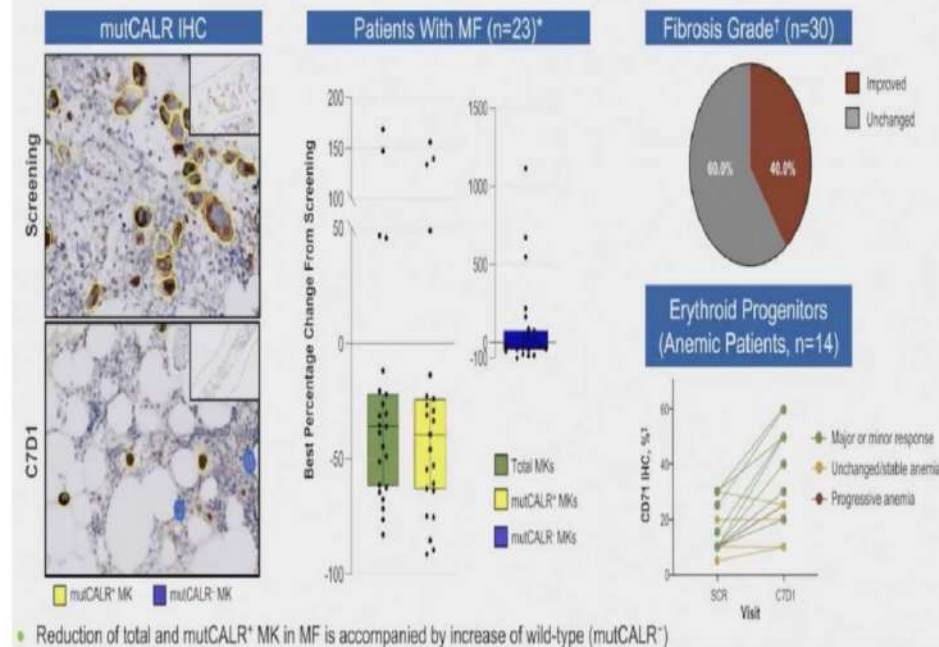 mutCALR IHC
Screening
C7D1
mutCALR⁺ MK
mutCALR⁻ MK
Patients With MF (n=23)*
Best Percentage Change From Screening
200
150
100
50
0
-50
-100
1500
1000
500
0
-100
Total MKs
mutCALR⁺ MKs
mutCALR⁻ MKs
Fibrosis Grade† (n=30)
60.0%
40.0%
Improved
Unchanged
Erythroid Progenitors
(Anemic Patients, n=14)
CD71 IHC, %‡
60
40
20
0
SCR
C7D1
Visit
Major or minor response
Unchanged/stable anemia
Progressive anemia
• Reduction of total and mutCALR⁺ MK in MF is accompanied by increase of wild-type (mutCALR⁻)